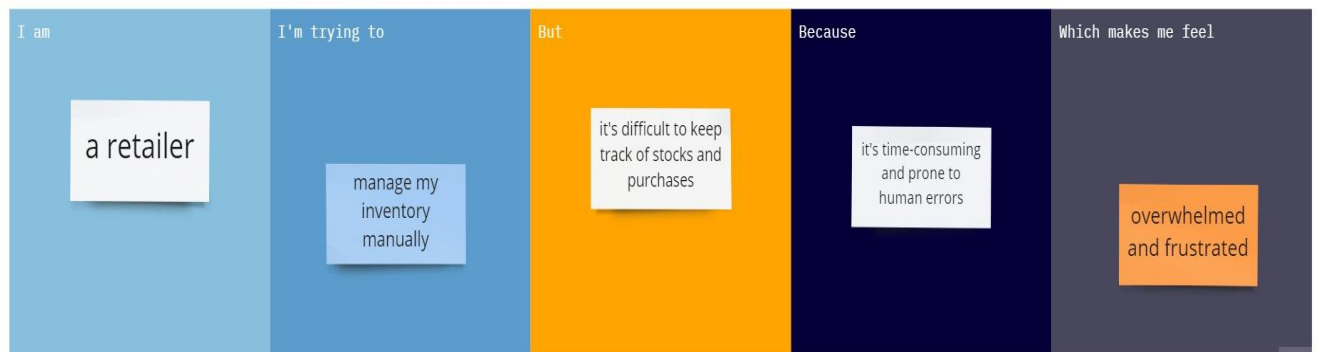 I am
a retailer
I'm trying to
manage my
inventory
manually
But
it's difficult to keep
track of stocks and
purchases
Because
it's time-consuming
and prone to
human errors
Which makes me feel
overwhelmed
and frustrated